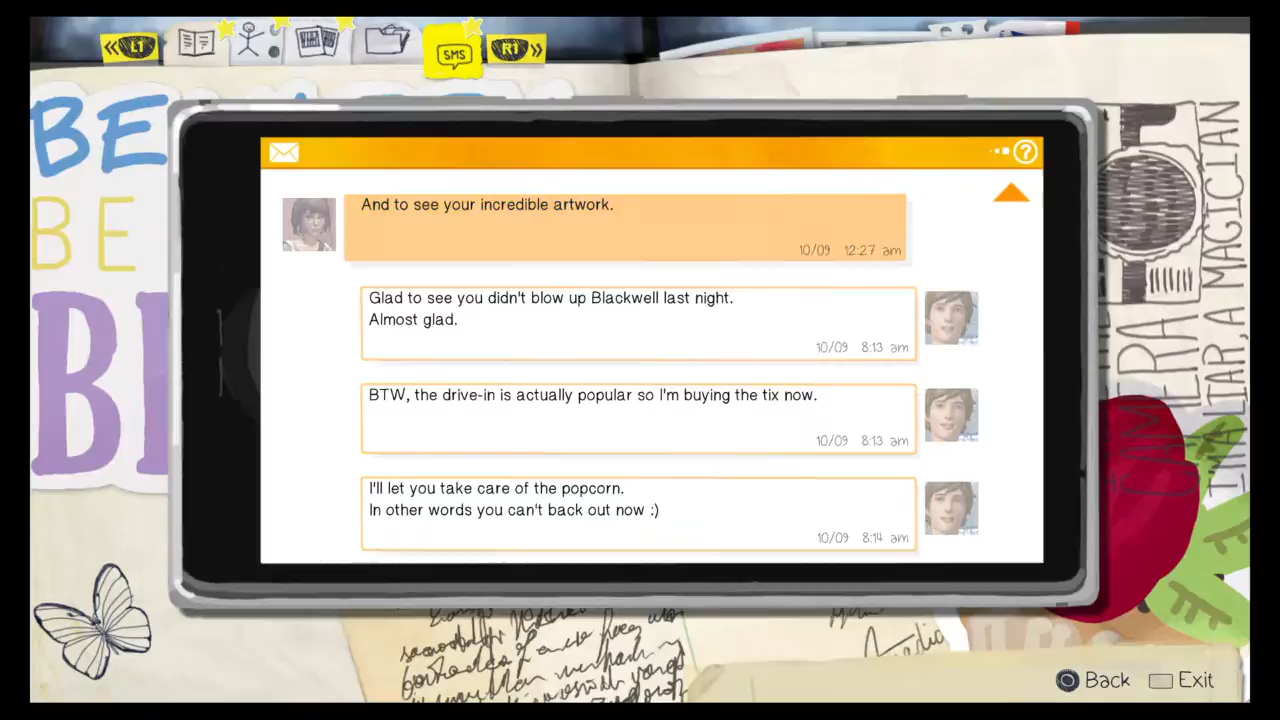 L1
SMS
R1
And to see your incredible artwork.
10/09 12:27 am
Glad to see you didn't blow up Blackwell last night.
Almost glad.
10/09 8:13 am
BTW, the drive-in is actually popular so I'm buying the tix now.
10/09 8:13 am
I'll let you take care of the popcorn.
In other words you can't back out now :)
10/09 8:14 am
BE
BE
A MAGICIAN
Back
Exit